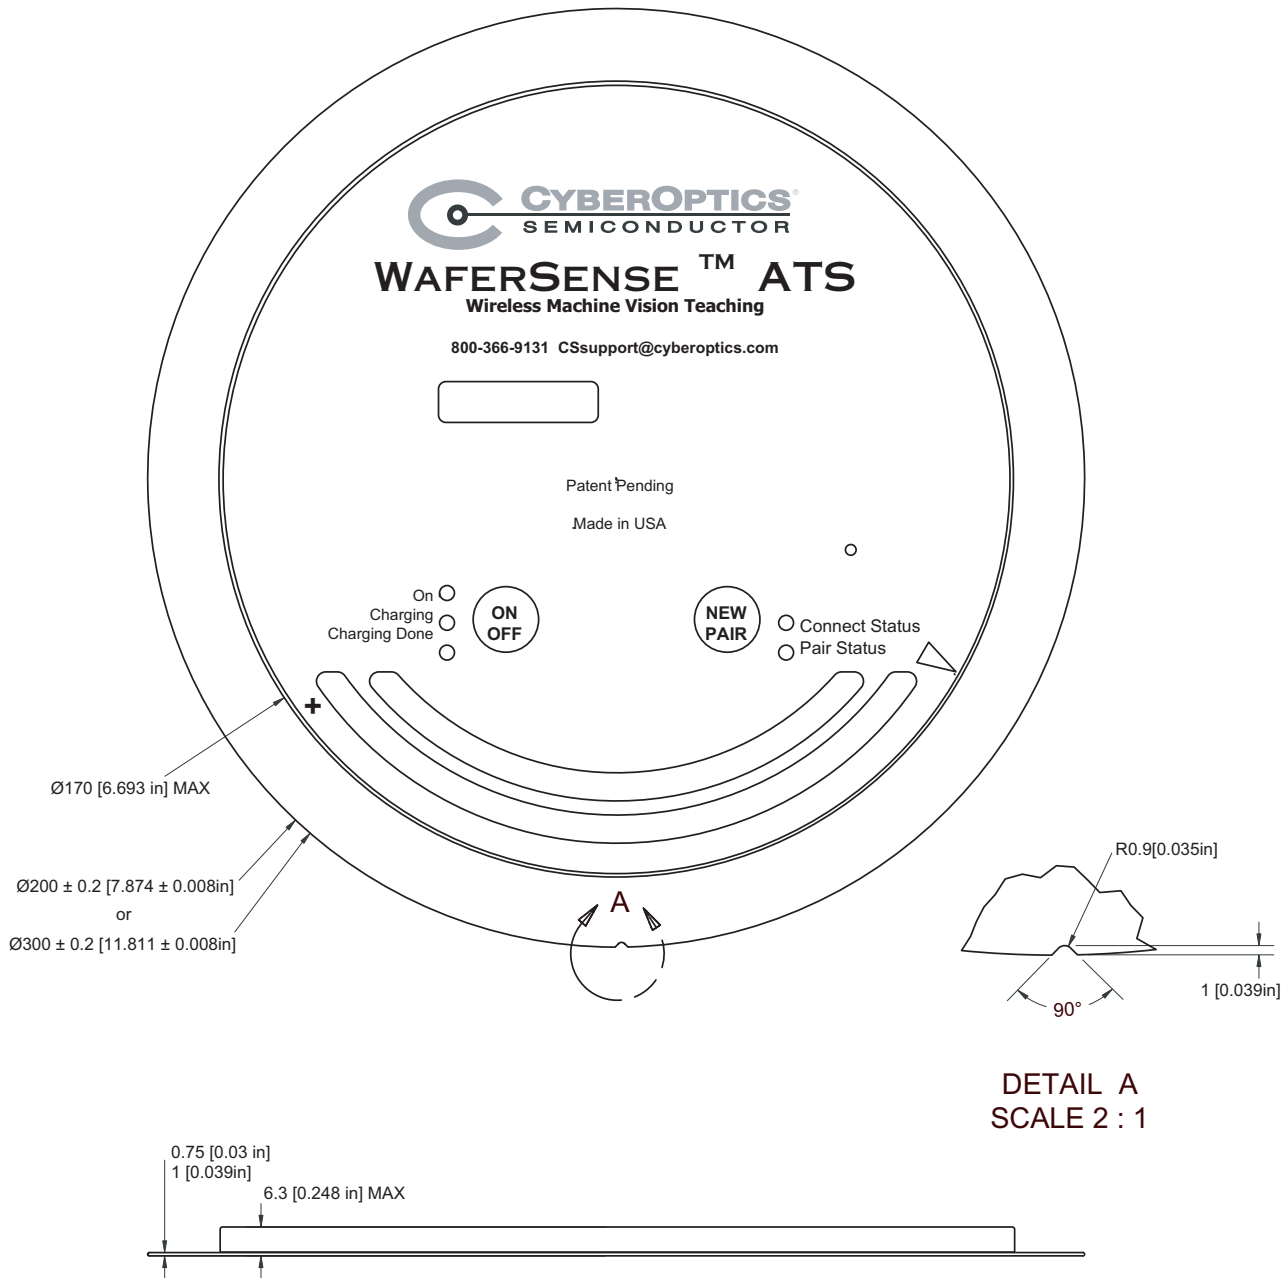 CYBEROPTICS®
SEMICONDUCTOR
WAFERSENSE ™ ATS
Wireless Machine Vision Teaching
800-366-9131 CSsupport@cyberoptics.com
Patent Pending
Made in USA
On
Charging
Charging Done
ON
OFF
NEW
PAIR
Connect Status
Pair Status
+
Ø170 [6.693 in] MAX
Ø200 ± 0.2 [7.874 ± 0.008in]
or
Ø300 ± 0.2 [11.811 ± 0.008in]
A
R0.9[0.035in]
1 [0.039in]
90°
DETAIL A
SCALE 2 : 1
0.75 [0.03 in]
1 [0.039in]
6.3 [0.248 in] MAX